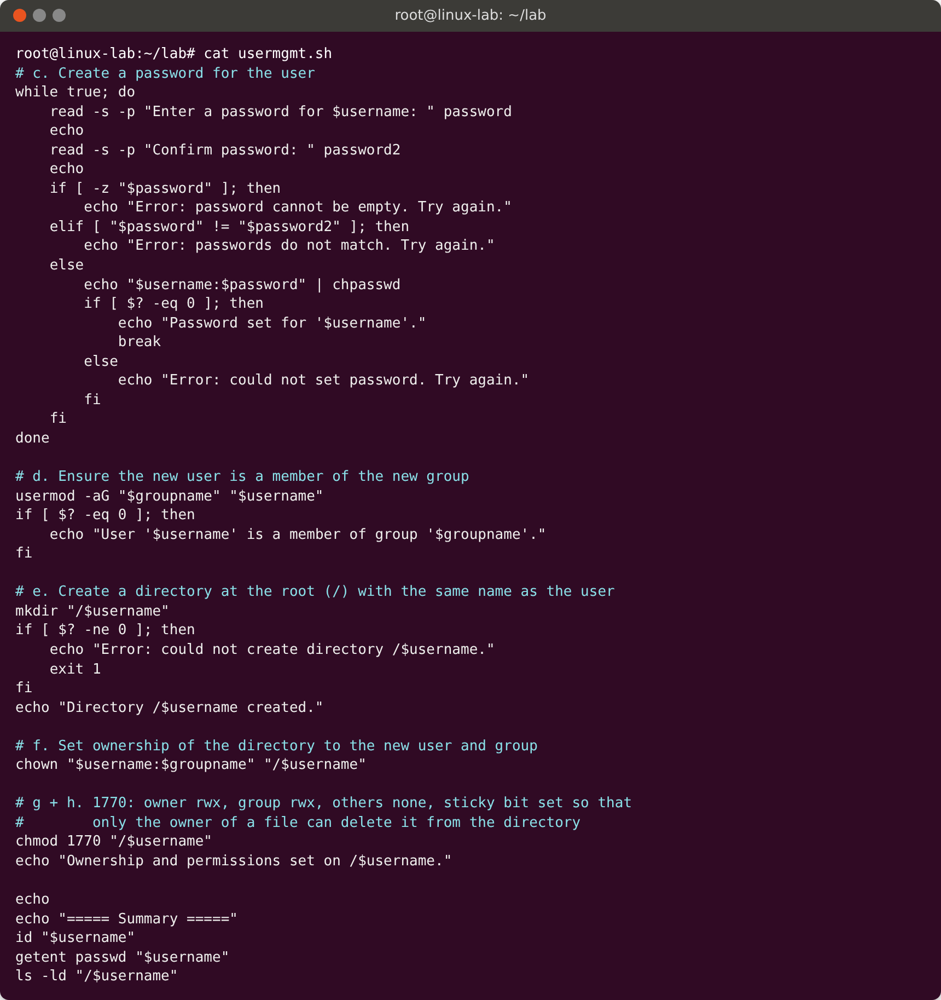 root@linux-lab: ~/lab
root@linux-lab:~/lab# cat usermgmt.sh
# c. Create a password for the user
while true; do
    read -s -p "Enter a password for $username: " password
    echo
    read -s -p "Confirm password: " password2
    echo
    if [ -z "$password" ]; then
        echo "Error: password cannot be empty. Try again."
    elif [ "$password" != "$password2" ]; then
        echo "Error: passwords do not match. Try again."
    else
        echo "$username:$password" | chpasswd
        if [ $? -eq 0 ]; then
            echo "Password set for '$username'."
            break
        else
            echo "Error: could not set password. Try again."
        fi
    fi
done

# d. Ensure the new user is a member of the new group
usermod -aG "$groupname" "$username"
if [ $? -eq 0 ]; then
    echo "User '$username' is a member of group '$groupname'."
fi

# e. Create a directory at the root (/) with the same name as the user
mkdir "/$username"
if [ $? -ne 0 ]; then
    echo "Error: could not create directory /$username."
    exit 1
fi
echo "Directory /$username created."

# f. Set ownership of the directory to the new user and group
chown "$username:$groupname" "/$username"

# g + h. 1770: owner rwx, group rwx, others none, sticky bit set so that
#        only the owner of a file can delete it from the directory
chmod 1770 "/$username"
echo "Ownership and permissions set on /$username."

echo
echo "===== Summary ====="
id "$username"
getent passwd "$username"
ls -ld "/$username"